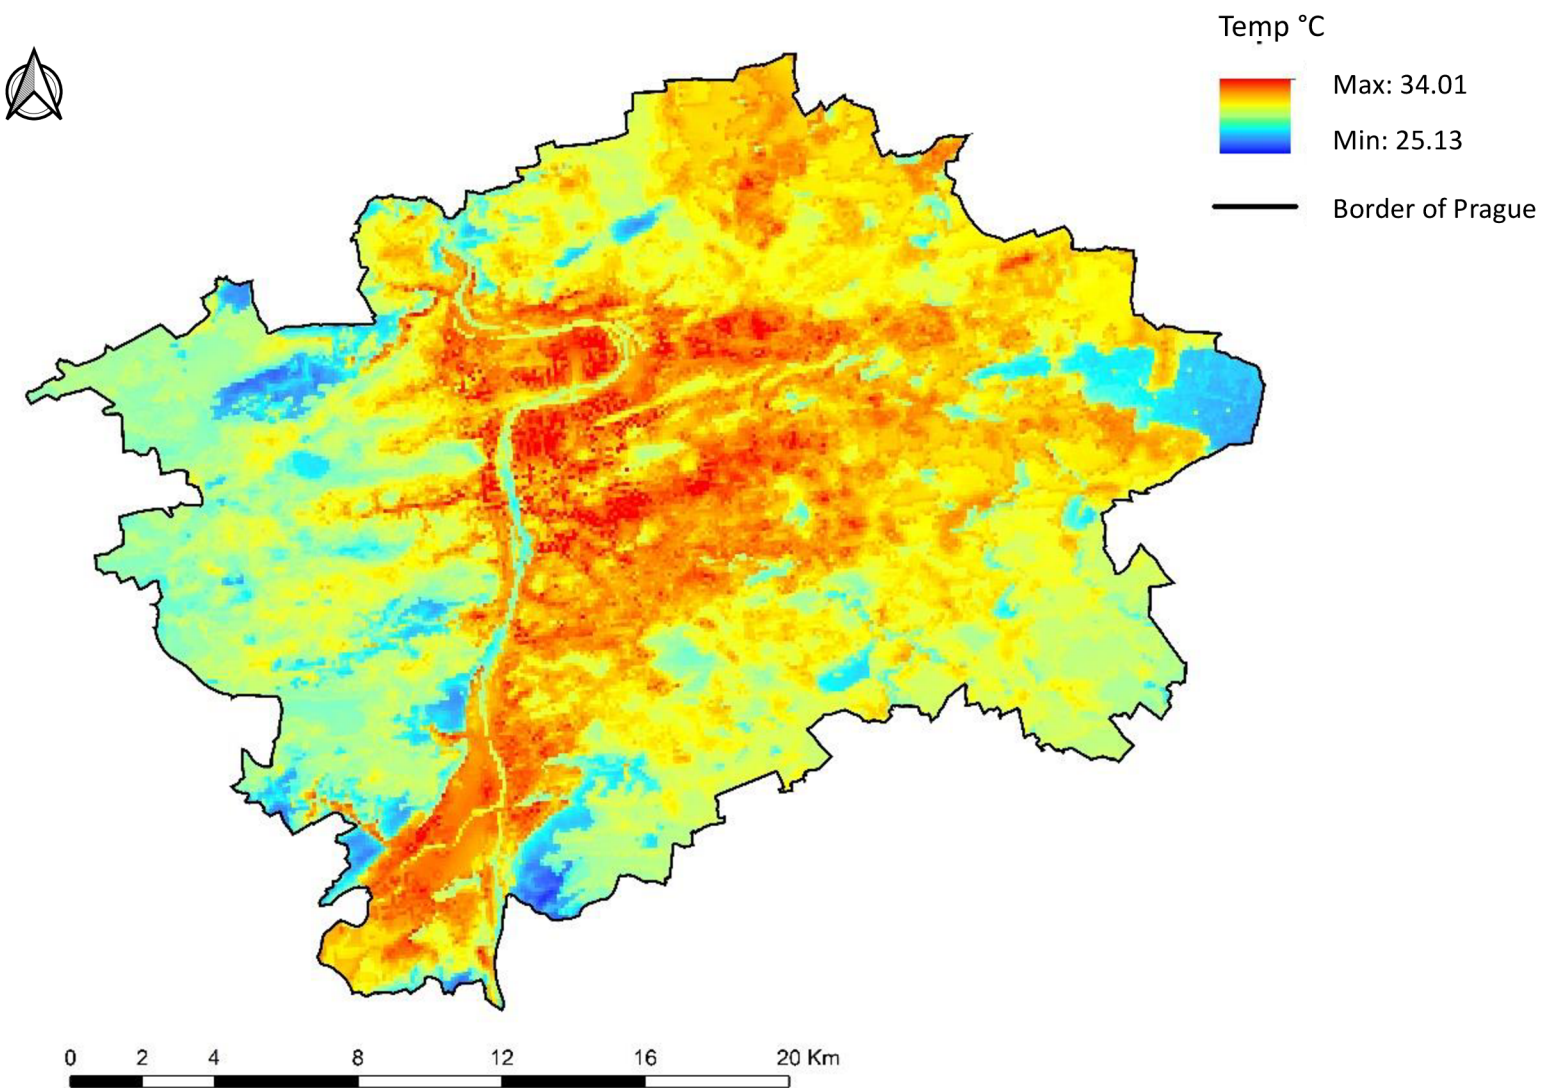 Temp °C
Max: 34.01
Min: 25.13
Border of Prague
0 2 4 8 12 16 20 Km